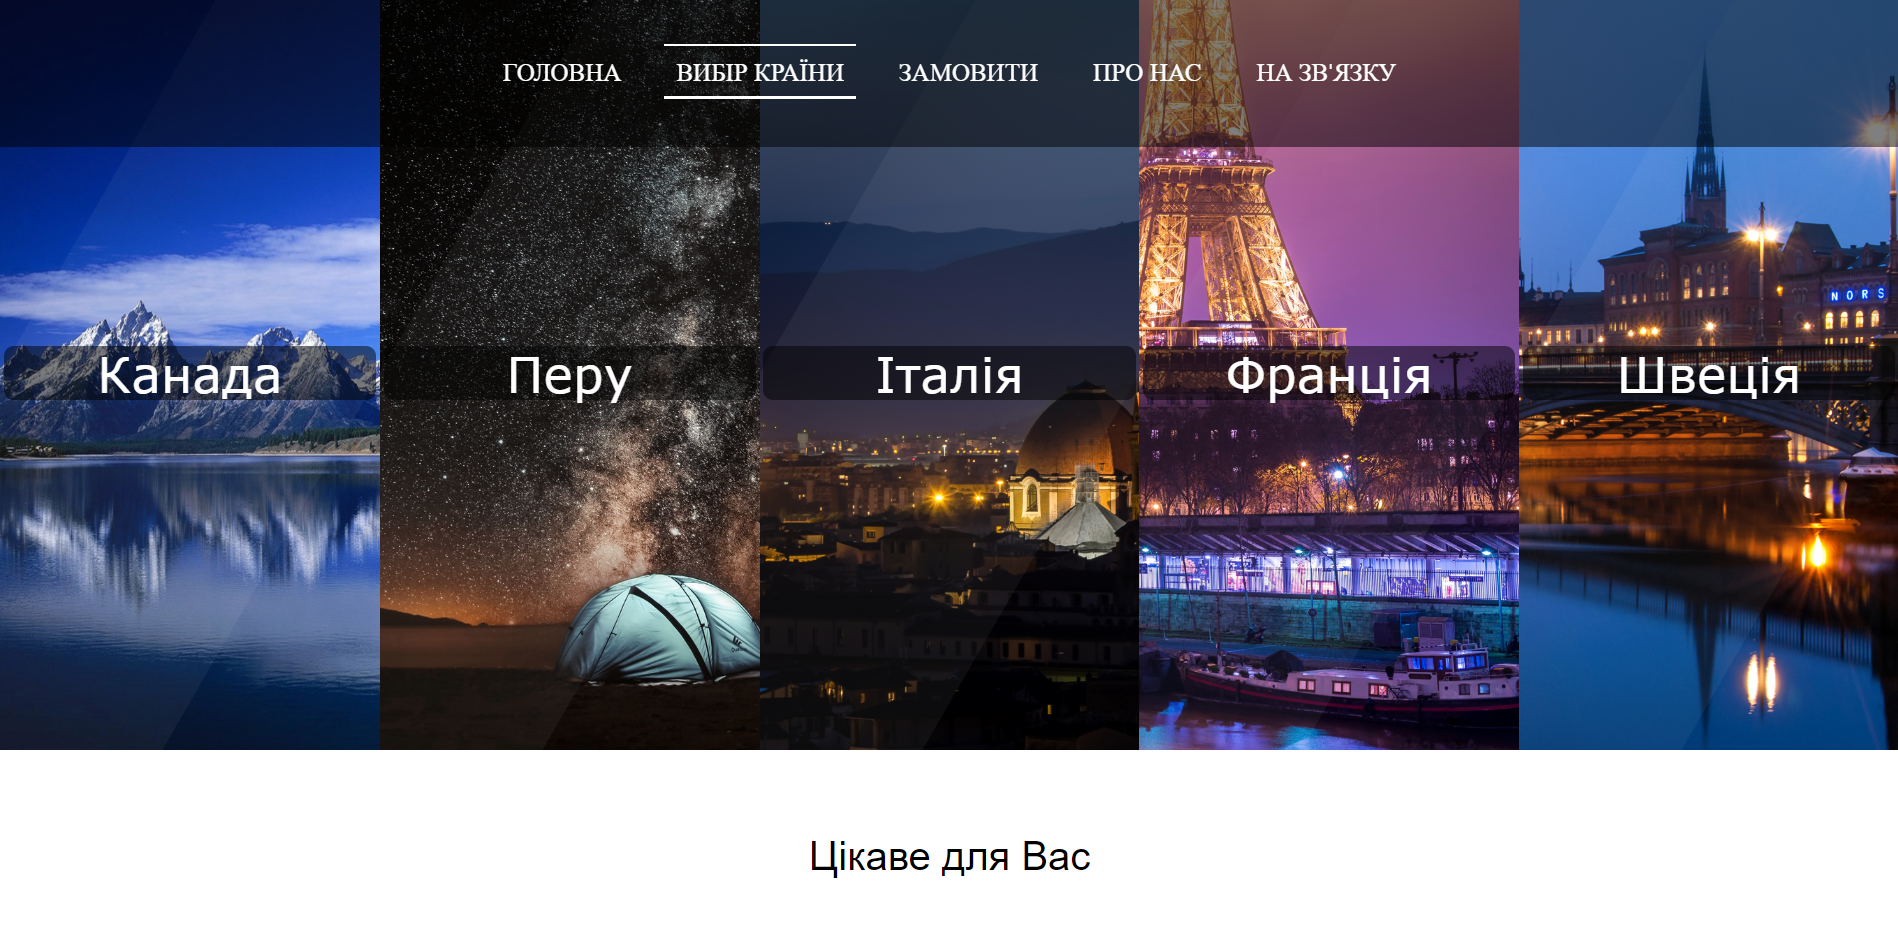 ГОЛОВНА ВИБІР КРАЇНИ ЗАМОВИТИ ПРО НАС НА ЗВ'ЯЗКУ
NORS
Канада Перу Італія Франція Швеція
Цікаве для Вас